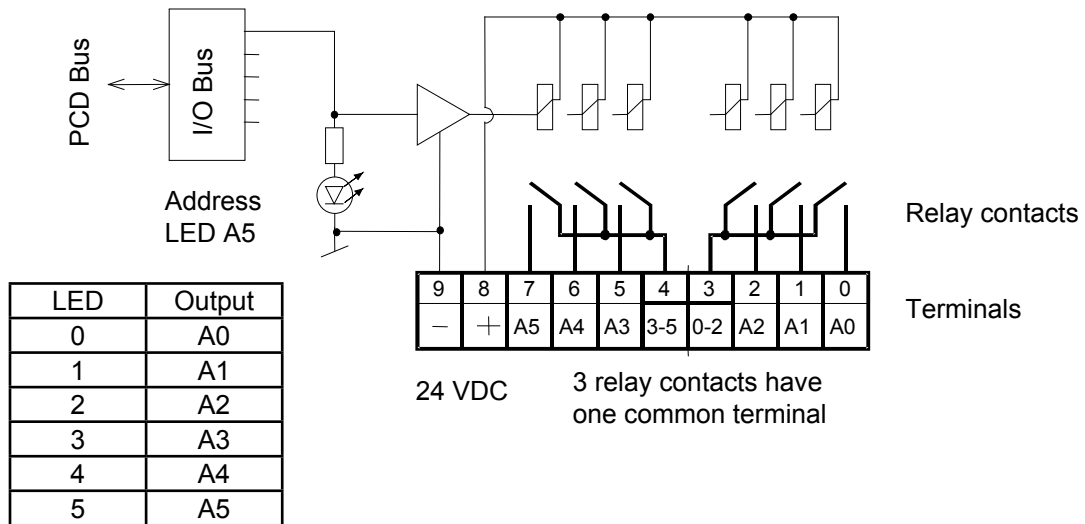 PCD Bus
I/O Bus
Address
LED A5
Relay contacts
9 8 7 6 5 4 3 2 1 0
– + A5 A4 A3 3-5 0-2 A2 A1 A0
Terminals
24 VDC
3 relay contacts have
one common terminal
LED Output
0 A0
1 A1
2 A2
3 A3
4 A4
5 A5